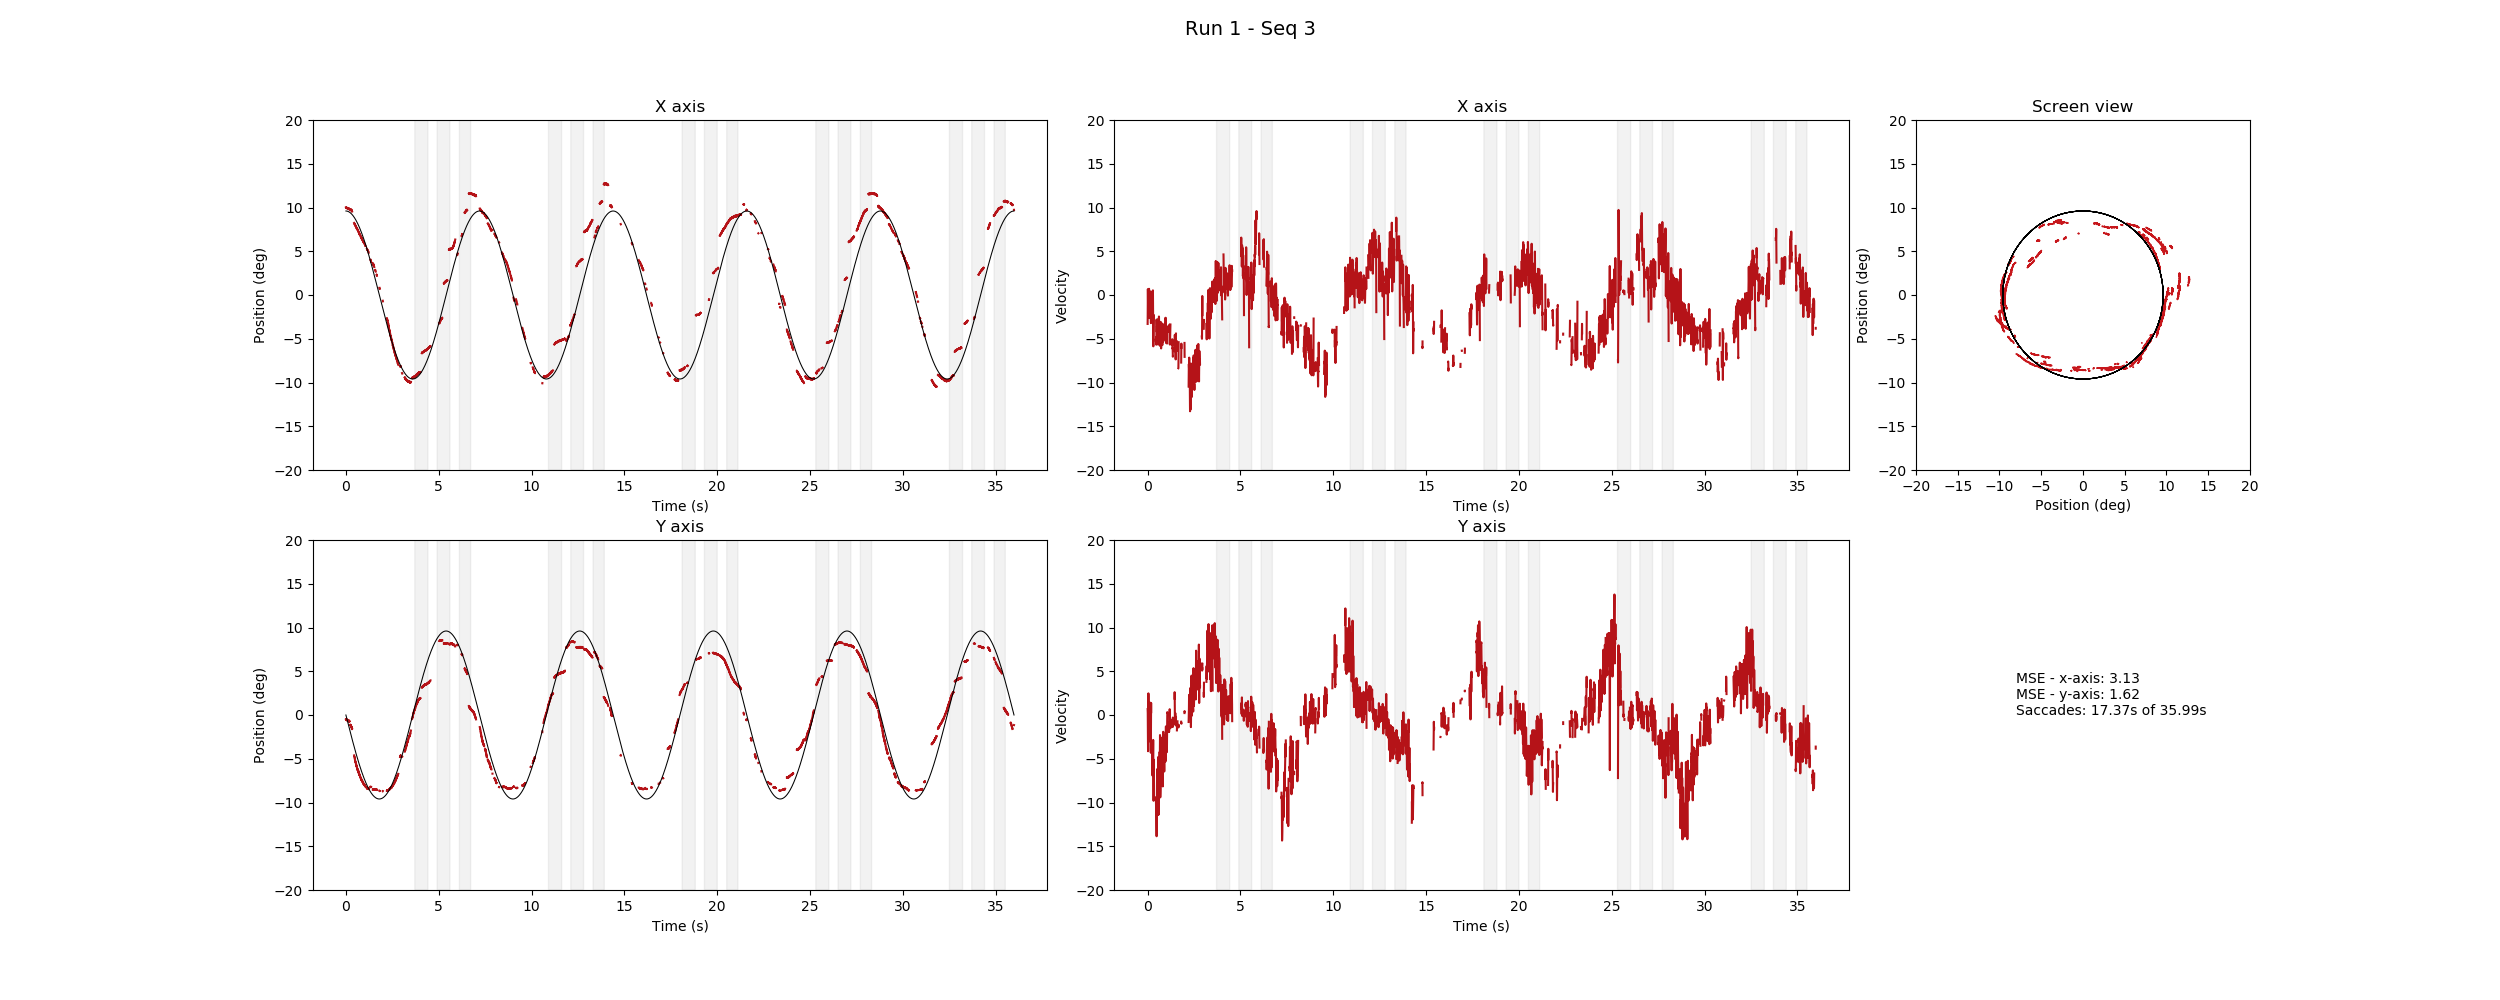 Run 1 - Seq 3
X axis
X axis
Screen view
20
15
10
5
0
−5
−10
−15
−20
Position (deg)
0 5 10 15 20 25 30 35
Time (s)
20
15
10
5
0
−5
−10
−15
−20
Velocity
0 5 10 15 20 25 30 35
Time (s)
20
15
10
5
0
−5
−10
−15
−20
Position (deg)
−20 −15 −10 −5 0 5 10 15 20
Position (deg)
Y axis
20
15
10
5
0
−5
−10
−15
−20
Position (deg)
0 5 10 15 20 25 30 35
Time (s)
Y axis
20
15
10
5
0
−5
−10
−15
−20
Velocity
0 5 10 15 20 25 30 35
Time (s)
MSE - x-axis: 3.13
MSE - y-axis: 1.62
Saccades: 17.37s of 35.99s